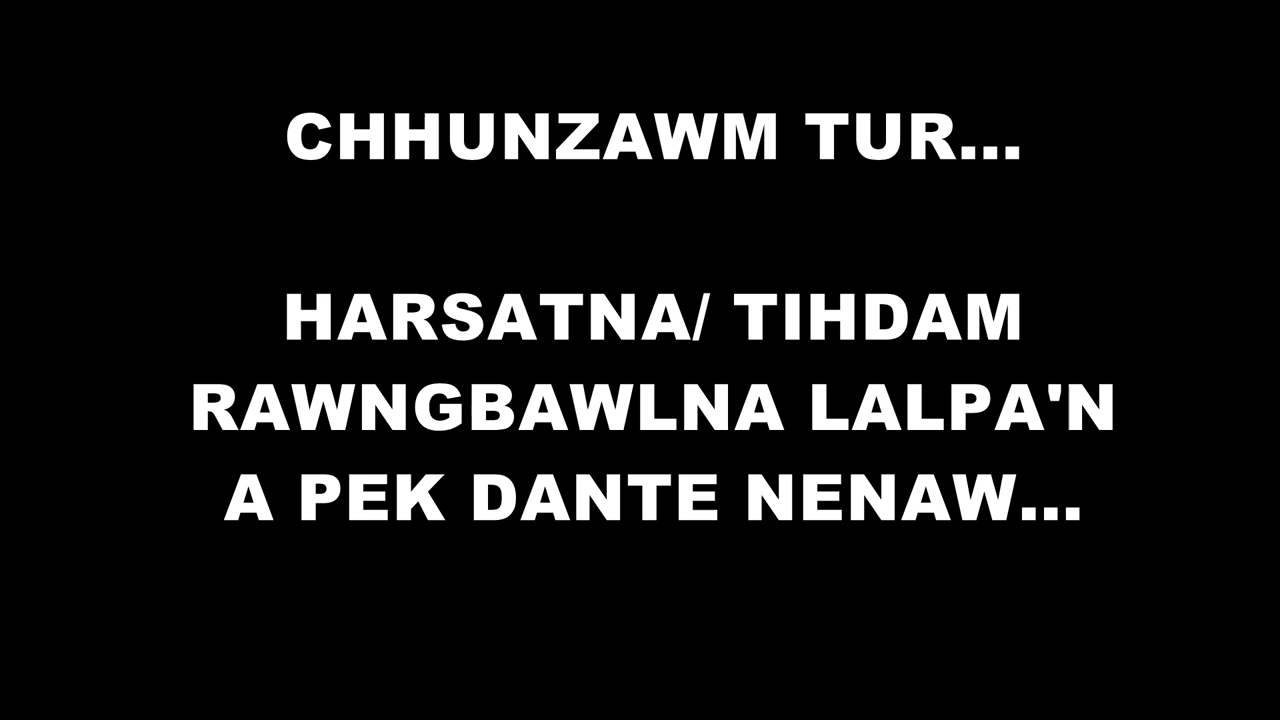 CHHUNZAWM TUR...
HARSATNA/ TIHDAM
RAWNGBAWLNA LALPA'N
A PEK DANTE NENAW...